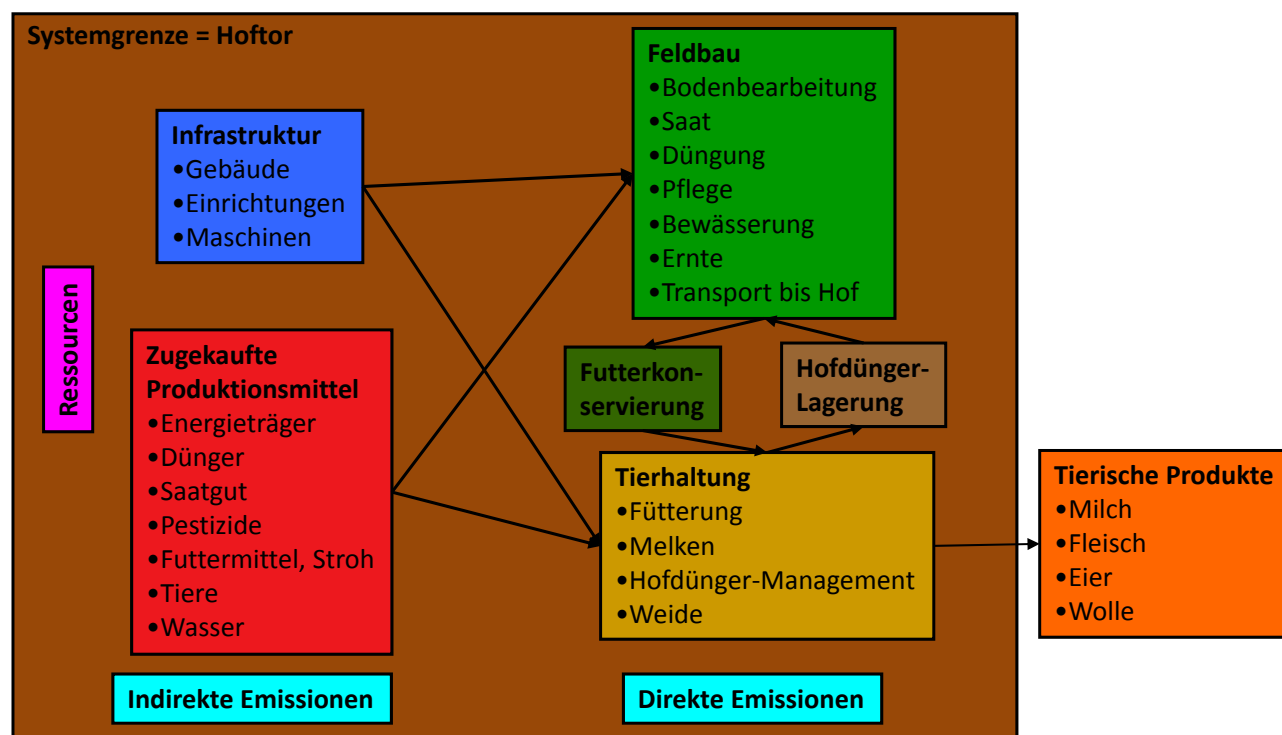 Systemgrenze = Hoftor
Infrastruktur
•Gebäude
•Einrichtungen
•Maschinen
Ressourcen
Zugekaufte
Produktionsmittel
•Energieträger
•Dünger
•Saatgut
•Pestizide
•Futtermittel, Stroh
•Tiere
•Wasser
Indirekte Emissionen
Feldbau
•Bodenbearbeitung
•Saat
•Düngung
•Pflege
•Bewässerung
•Ernte
•Transport bis Hof
Futterkon-
servierung
Hofdünger-
Lagerung
Tierhaltung
•Fütterung
•Melken
•Hofdünger-Management
•Weide
Direkte Emissionen
Tierische Produkte
•Milch
•Fleisch
•Eier
•Wolle